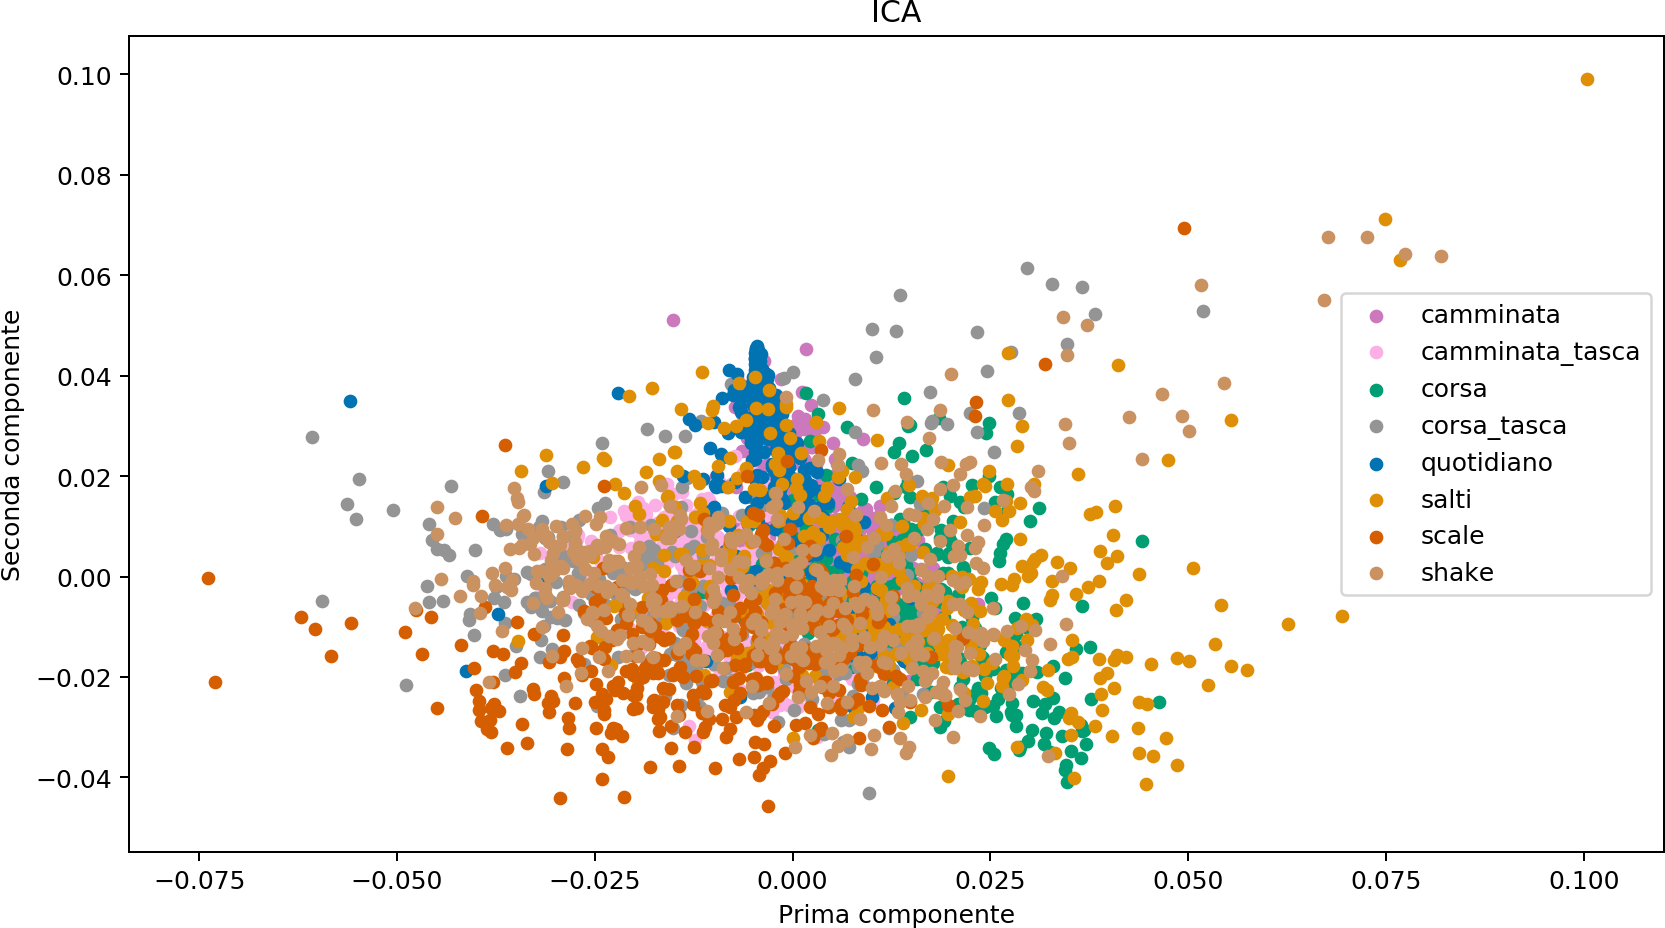 ICA
Seconda componente
0.10
0.08
0.06
0.04
0.02
0.00
−0.02
−0.04
camminata
camminata_tasca
corsa
corsa_tasca
quotidiano
salti
scale
shake
−0.075 −0.050 −0.025 0.000 0.025 0.050 0.075 0.100
Prima componente